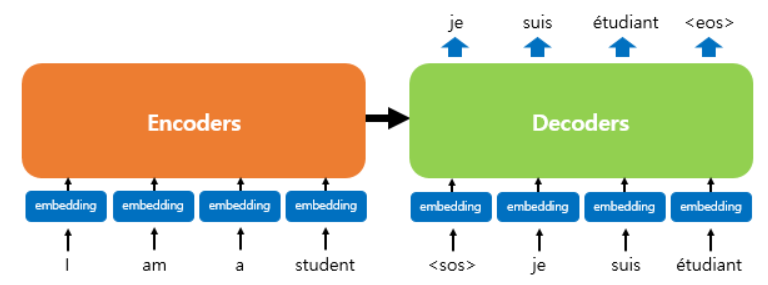 je suis étudiant <eos>
Encoders Decoders
embedding embedding embedding embedding embedding embedding embedding embedding
I am a student <sos> je suis étudiant